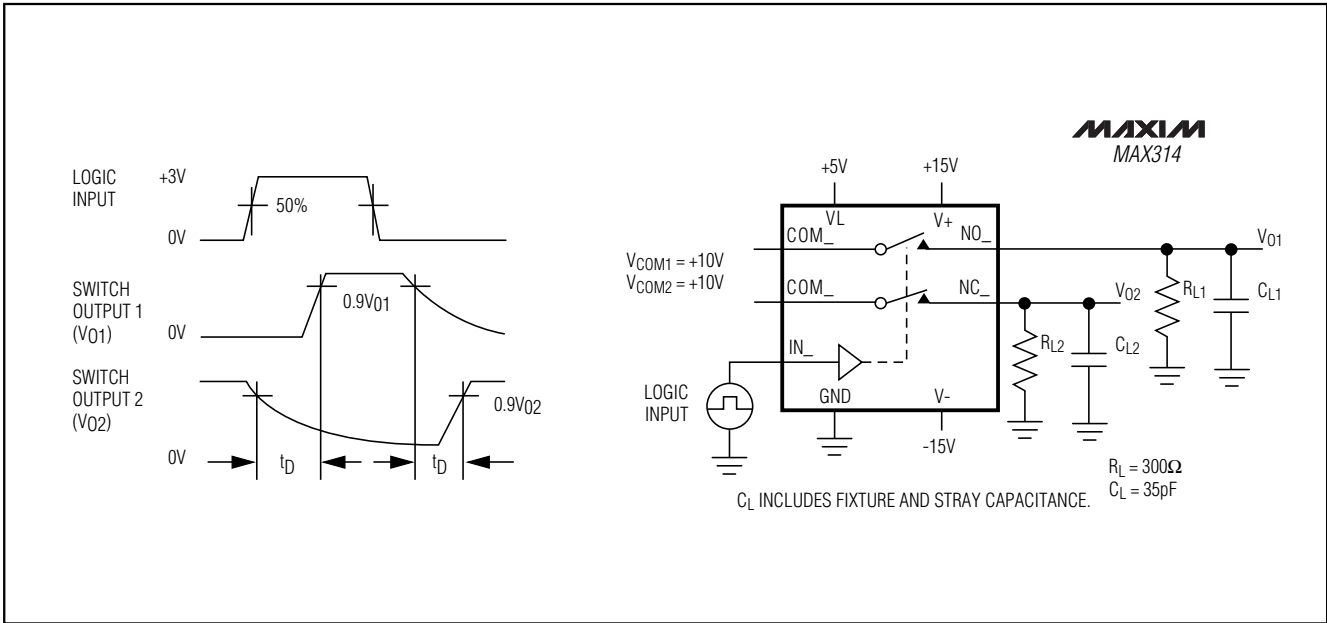 LOGIC
INPUT
+3V
50%
0V
SWITCH
OUTPUT 1
(VO1)
0V
0.9V01
SWITCH
OUTPUT 2
(VO2)
0V
0.9V02
tD
tD
MAXIM
MAX314
+5V
+15V
VL
V+
COM_
NO_
VO1
VCOM1 = +10V
VCOM2 = +10V
COM_
NC_
VO2
RL1
CL1
RL2
CL2
IN_
LOGIC
INPUT
GND
V-
-15V
RL = 300Ω
CL = 35pF
CL INCLUDES FIXTURE AND STRAY CAPACITANCE.